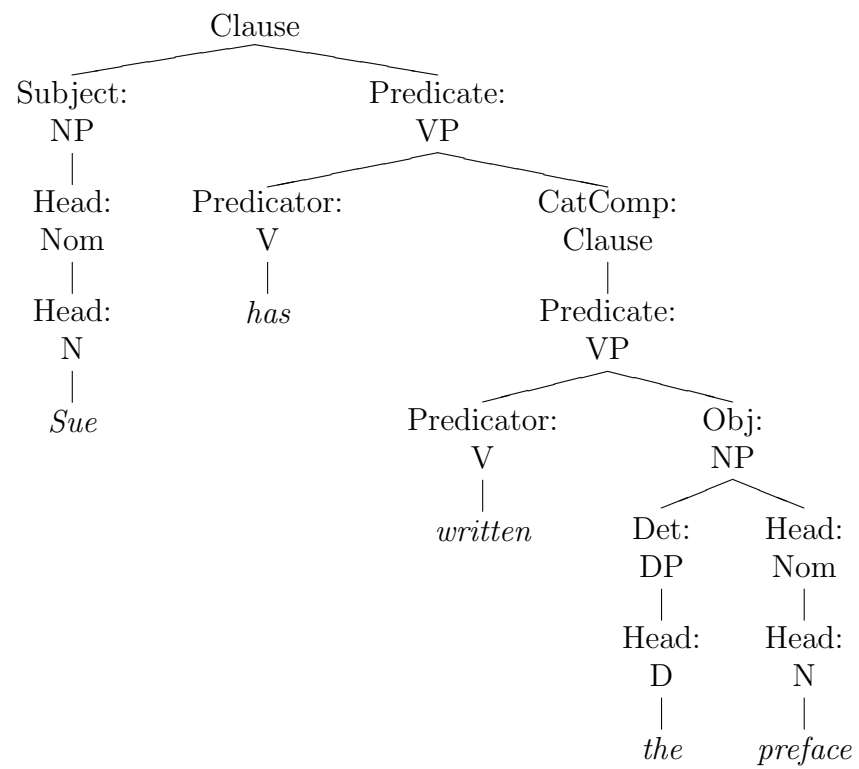 Clause
Subject: Predicate:
NP VP
Head: Predicator: CatComp:
Nom V Clause
Head: has Predicate:
N VP
Sue Predicator: Obj:
V NP
written Det: Head:
DP Nom
Head: Head:
D N
the preface